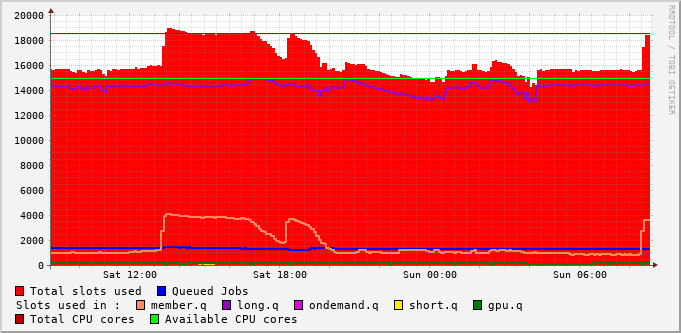 20000
18000
16000
14000
12000
10000
8000
6000
4000
2000
0
Sat 12:00 Sat 18:00 Sun 00:00 Sun 06:00
RRDTOOL / TOBI OETIKER
Total slots used Queued Jobs
Slots used in : member.q long.q ondemand.q short.q gpu.q
Total CPU cores Available CPU cores